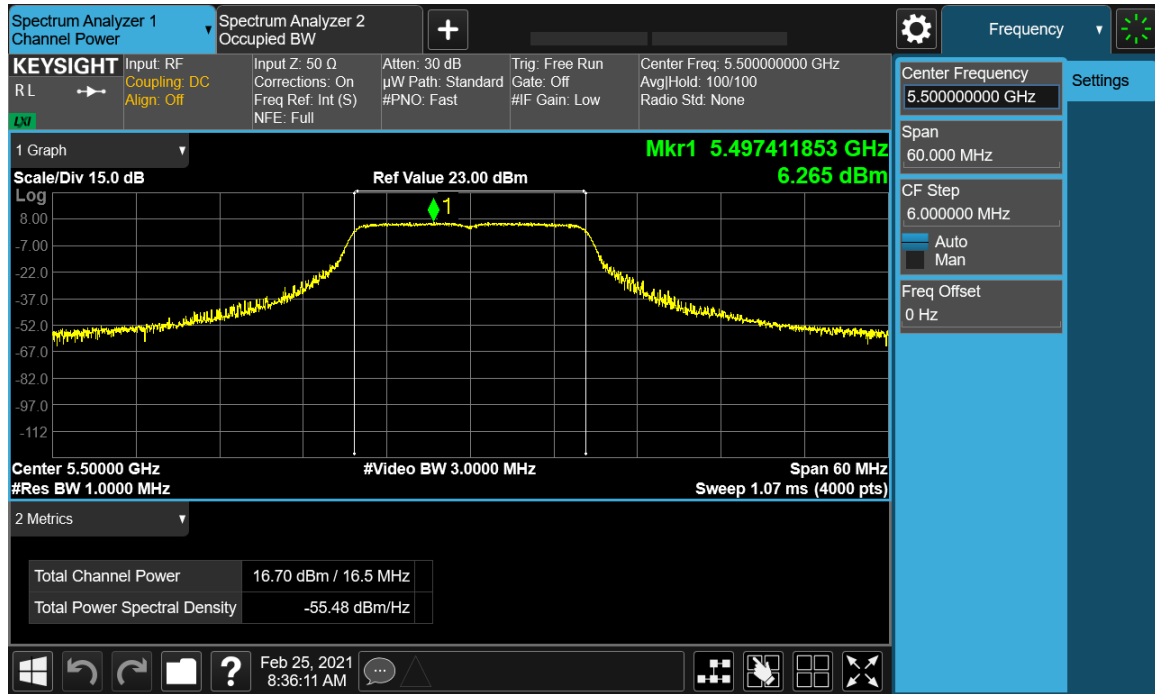 Spectrum Analyzer 1
Channel Power
Spectrum Analyzer 2
Occupied BW
Frequency
KEYSIGHT
R L
LXI
Input: RF
Coupling: DC
Align: Off
Input Z: 50 Ω
Corrections: On
Freq Ref: Int (S)
NFE: Full
Atten: 30 dB
µW Path: Standard
#PNO: Fast
Trig: Free Run
Gate: Off
#IF Gain: Low
Center Freq: 5.500000000 GHz
Avg|Hold: 100/100
Radio Std: None
Center Frequency
5.500000000 GHz
Settings
Span
60.000 MHz
CF Step
6.000000 MHz
Auto
Man
Freq Offset
0 Hz
1 Graph
Mkr1 5.497411853 GHz
6.265 dBm
Scale/Div 15.0 dB
Ref Value 23.00 dBm
Log
1
8.00
-7.00
-22.0
-37.0
-52.0
-67.0
-82.0
-97.0
-112
Center 5.50000 GHz
#Video BW 3.0000 MHz
Span 60 MHz
#Res BW 1.0000 MHz
Sweep 1.07 ms (4000 pts)
2 Metrics
Total Channel Power 16.70 dBm / 16.5 MHz
Total Power Spectral Density -55.48 dBm/Hz
?
Feb 25, 2021
8:36:11 AM